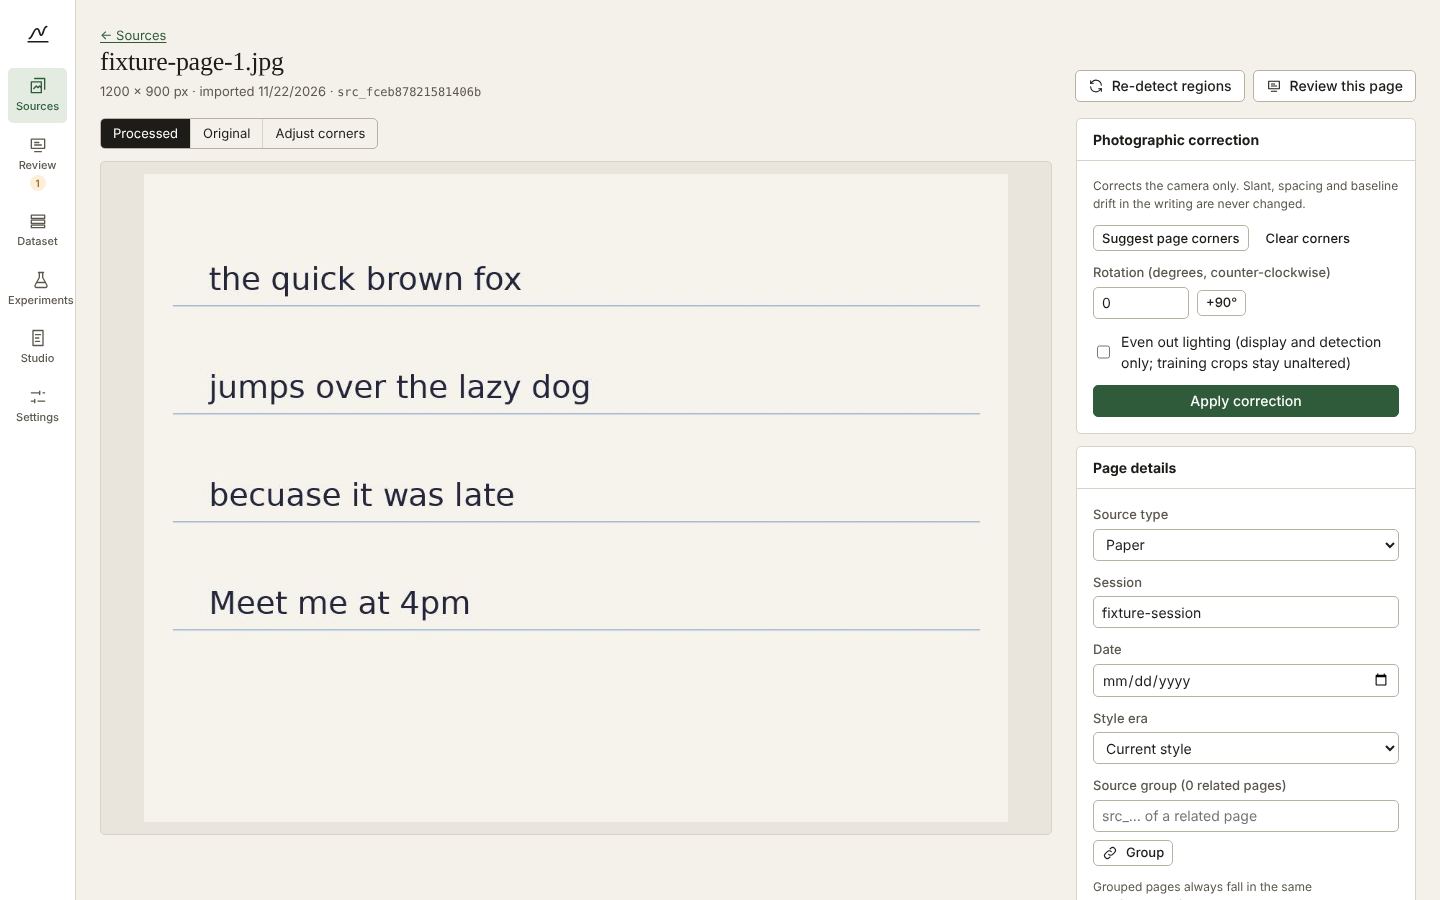 ← Sources
fixture-page-1.jpg
1200 × 900 px · imported 11/22/2026 · src_fceb87821581406b
Re-detect regions
Review this page
Sources
Review
1
Dataset
Experiments
Studio
Settings
Processed
Original
Adjust corners
the quick brown fox
jumps over the lazy dog
becuase it was late
Meet me at 4pm
Photographic correction
Corrects the camera only. Slant, spacing and baseline
drift in the writing are never changed.
Suggest page corners
Clear corners
Rotation (degrees, counter-clockwise)
0
+90°
Even out lighting (display and detection
only; training crops stay unaltered)
Apply correction
Page details
Source type
Paper
Session
fixture-session
Date
mm/dd/yyyy
Style era
Current style
Source group (0 related pages)
src_... of a related page
Group
Grouped pages always fall in the same